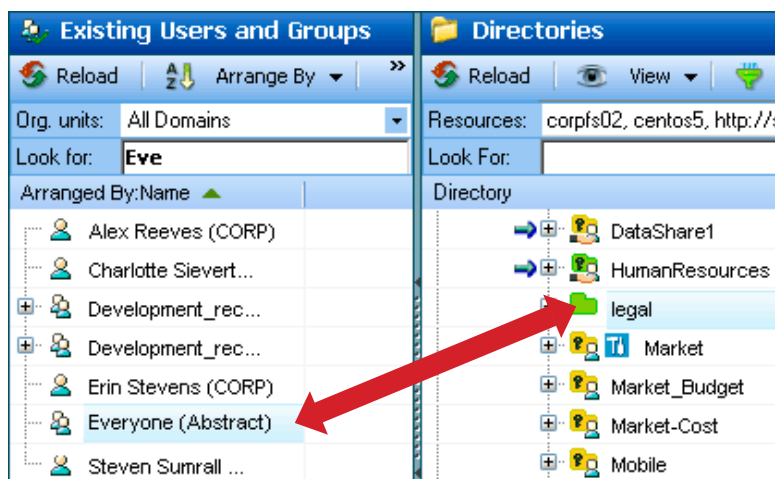 Existing Users and Groups
Reload Arrange By
Org. units: All Domains
Look for: Eve
Arranged By:Name
Alex Reeves (CORP)
Charlotte Sievert...
Development_rec...
Development_rec...
Erin Stevens (CORP)
Everyone (Abstract)
Steven Sumrall ...
Directories
Reload View
Resources: corpfs02, centos5, http://
Look For:
Directory
DataShare1
HumanResources
legal
Market
Market_Budget
Market-Cost
Mobile